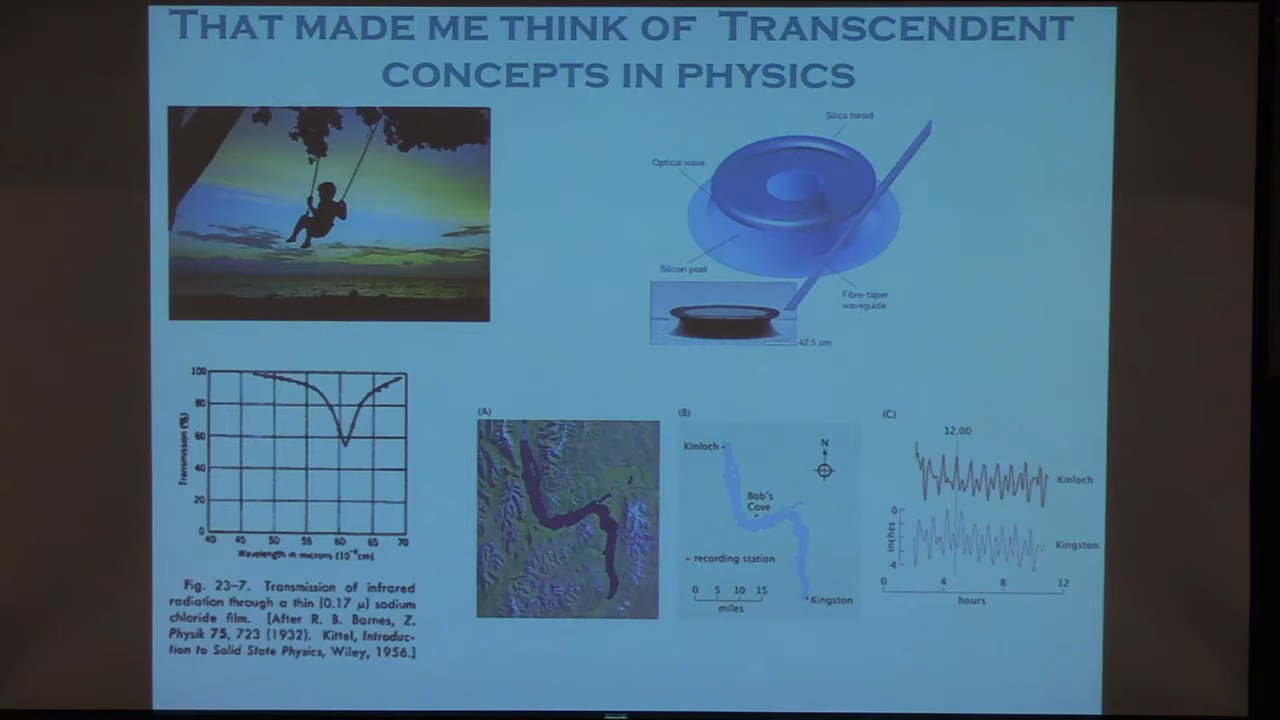 THAT MADE ME THINK OF TRANSCENDENT
CONCEPTS IN PHYSICS
Silica toroid
Optical wave
Silicon post
Fibre-taper
waveguide
42.5 µm
100
80
60
40
20
0
Transmission (%)
40 45 50 55 60 65 70
Wavelength in microns (10⁻⁴cm)
Fig. 23–7. Transmission of infrared
radiation through a thin (0.17 µ) sodium
chloride film. [After R. B. Barnes, Z.
Physik 75, 723 (1932). Kittel, Introduc-
tion to Solid State Physics, Wiley, 1956.]
(A)
(B)
Kinloch
N
Bob's
Cove
recording station
0 5 10 15
miles
Kingston
(C)
12.00
Kinloch
0
inches
4
Kingston
0 4 8 12
hours